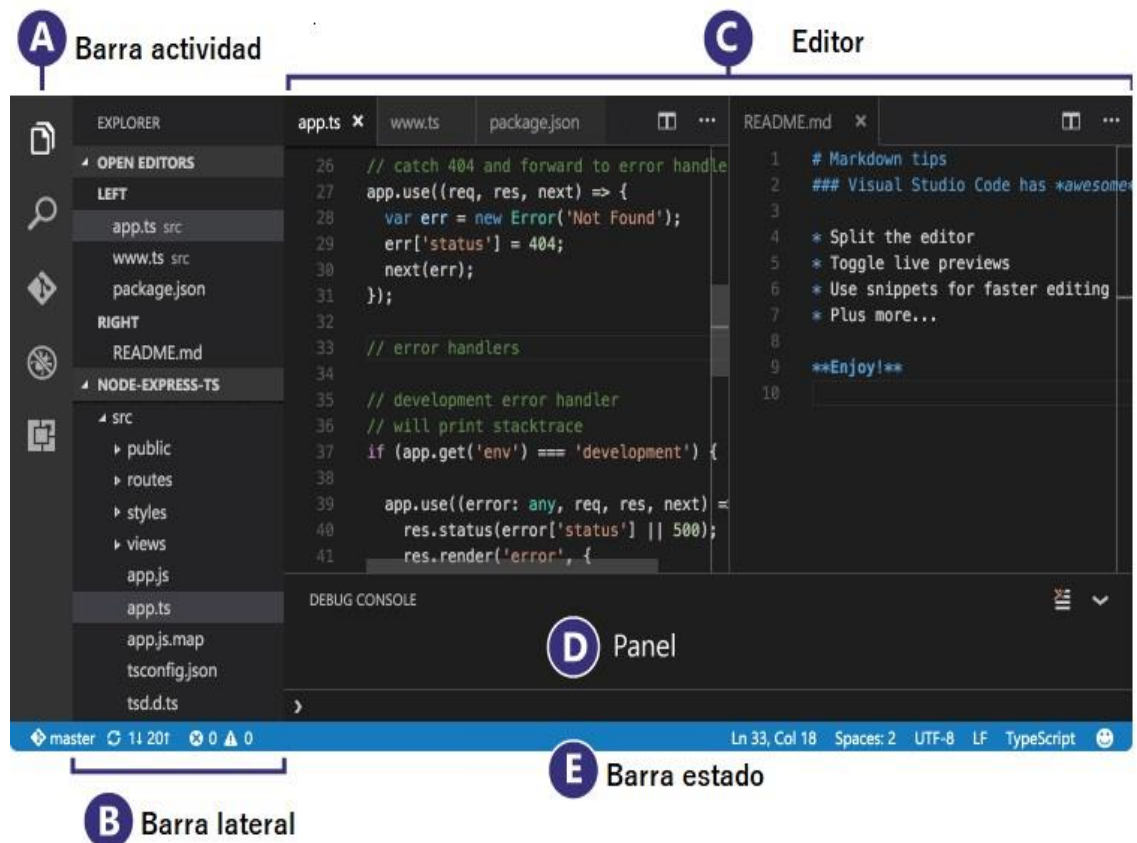 A
Barra actividad
C
Editor
EXPLORER
OPEN EDITORS
LEFT
app.ts src
www.ts src
package.json
RIGHT
README.md
NODE-EXPRESS-TS
src
public
routes
styles
views
app.js
app.ts
app.js.map
tsconfig.json
tsd.d.ts
app.ts ×
www.ts
package.json
26 // catch 404 and forward to error handle
27 app.use((req, res, next) => {
28 var err = new Error('Not Found');
29 err['status'] = 404;
30 next(err);
31 });
32
33 // error handlers
34
35 // development error handler
36 // will print stacktrace
37 if (app.get('env') === 'development') {
38
39 app.use((error: any, req, res, next) =
40 res.status(error['status'] || 500);
41 res.render('error', {
README.md ×
1 # Markdown tips
2 ### Visual Studio Code has *awesome*
3
4 * Split the editor
5 * Toggle live previews
6 * Use snippets for faster editing
7 * Plus more...
8
9 **Enjoy!**
10
DEBUG CONSOLE
D Panel
❯
master 1↓ 20↑ 0 0
Ln 33, Col 18 Spaces: 2 UTF-8 LF TypeScript
E Barra estado
B Barra lateral